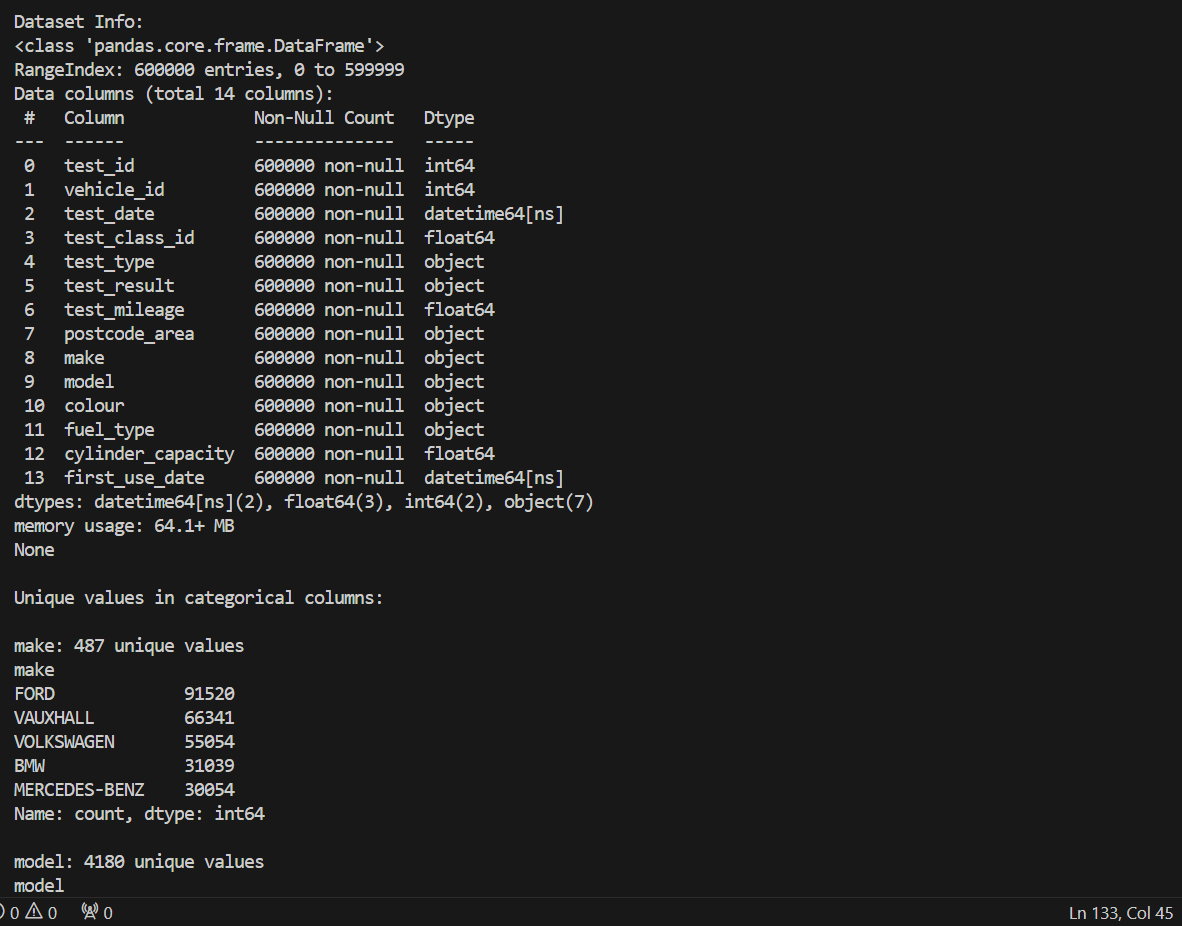 Dataset Info:
<class 'pandas.core.frame.DataFrame'>
RangeIndex: 600000 entries, 0 to 599999
Data columns (total 14 columns):
 #   Column             Non-Null Count   Dtype
---  ------             --------------   -----
 0   test_id            600000 non-null  int64
 1   vehicle_id         600000 non-null  int64
 2   test_date          600000 non-null  datetime64[ns]
 3   test_class_id      600000 non-null  float64
 4   test_type          600000 non-null  object
 5   test_result        600000 non-null  object
 6   test_mileage       600000 non-null  float64
 7   postcode_area      600000 non-null  object
 8   make               600000 non-null  object
 9   model              600000 non-null  object
 10  colour             600000 non-null  object
 11  fuel_type          600000 non-null  object
 12  cylinder_capacity  600000 non-null  float64
 13  first_use_date     600000 non-null  datetime64[ns]
dtypes: datetime64[ns](2), float64(3), int64(2), object(7)
memory usage: 64.1+ MB
None

Unique values in categorical columns:

make: 487 unique values
make
FORD             91520
VAUXHALL         66341
VOLKSWAGEN       55054
BMW              31039
MERCEDES-BENZ    30054
Name: count, dtype: int64

model: 4180 unique values
model
0 0 0 Ln 133, Col 45